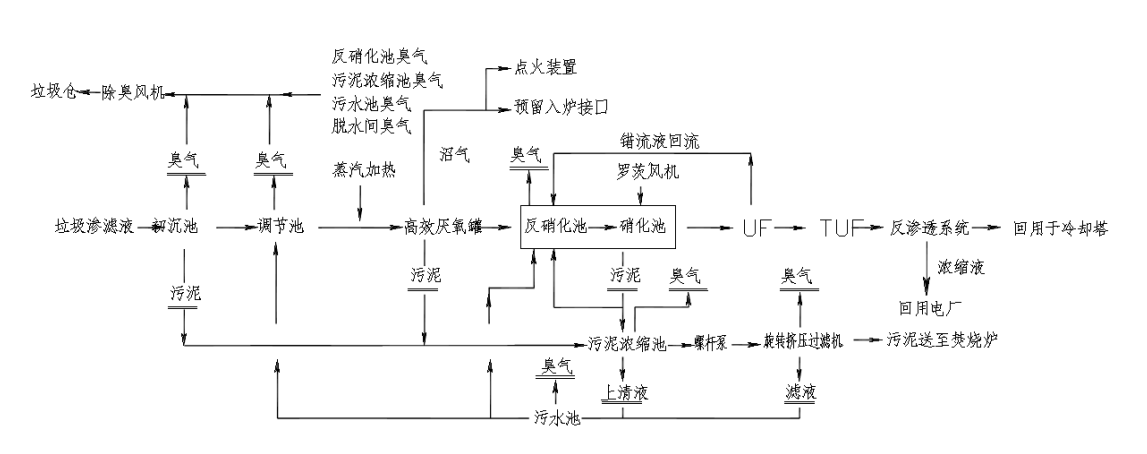 反硝化池臭气
点火装置
污泥浓缩池臭气
垃圾仓
除臭风机
污水池臭气
预留入炉接口
脱水间臭气
错流液回流
臭气
臭气
沼气
臭气
蒸汽加热
罗茨风机
垃圾渗滤液
初沉池
调节池
高效厌氧罐
反硝化池
硝化池
UF
TUF
反渗透系统
回用于冷却塔
浓缩液
污泥
污泥
污泥
臭气
臭气
回用电厂
污泥浓缩池
螺杆泵
旋转挤压过滤机
污泥送至焚烧炉
臭气
上清液
滤液
污水池